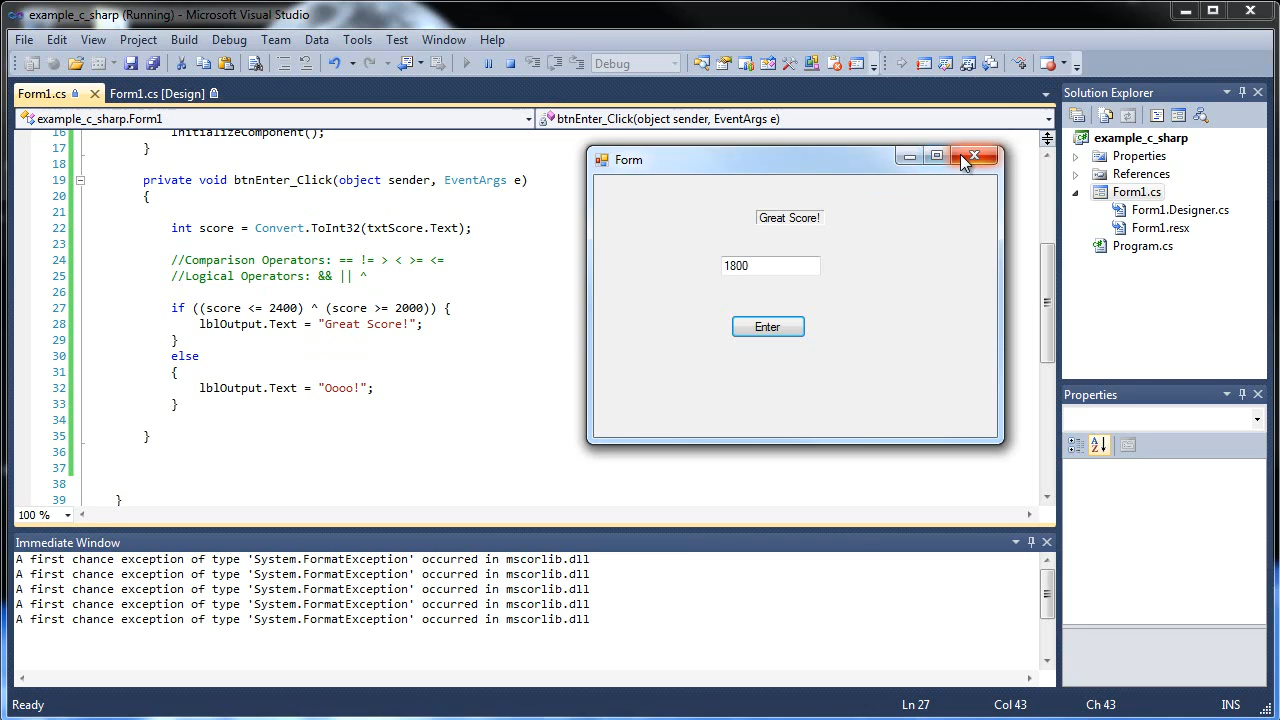 example_c_sharp (Running) - Microsoft Visual Studio
File Edit View Project Build Debug Team Data Tools Test Window Help
Debug
Form1.cs Form1.cs [Design]
example_c_sharp.Form1 btnEnter_Click(object sender, EventArgs e)
16 InitializeComponent();
17 }
18
19 private void btnEnter_Click(object sender, EventArgs e)
20 {
21
22 int score = Convert.ToInt32(txtScore.Text);
23
24 //Comparison Operators: == != > < >= <=
25 //Logical Operators: && || ^
26
27 if ((score <= 2400) ^ (score >= 2000)) {
28 lblOutput.Text = "Great Score!";
29 }
30 else
31 {
32 lblOutput.Text = "Oooo!";
33 }
34
35 }
36
37
38
39 }
100 %
Form
Great Score!
1800
Enter
Solution Explorer
example_c_sharp
Properties
References
Form1.cs
Form1.Designer.cs
Form1.resx
Program.cs
Properties
Immediate Window
A first chance exception of type 'System.FormatException' occurred in mscorlib.dll
A first chance exception of type 'System.FormatException' occurred in mscorlib.dll
A first chance exception of type 'System.FormatException' occurred in mscorlib.dll
A first chance exception of type 'System.FormatException' occurred in mscorlib.dll
A first chance exception of type 'System.FormatException' occurred in mscorlib.dll
Ready Ln 27 Col 43 Ch 43 INS